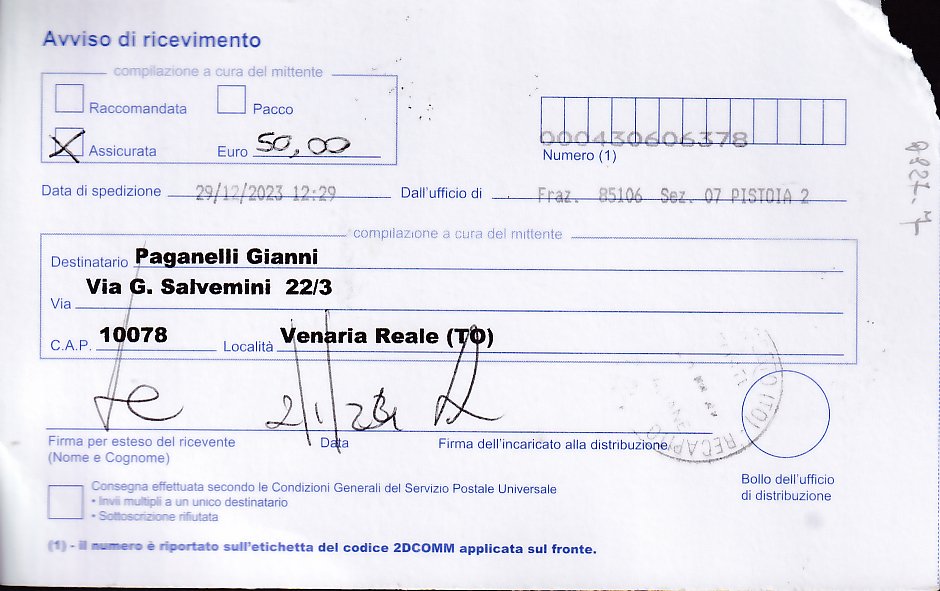 Avviso di ricevimento
compilazione a cura del mittente
Raccomandata Pacco
Assicurata Euro 50,00
000430606378
Numero (1)
Data di spedizione 29/12/2023 12:29 Dall'ufficio di Fraz. 85106 Sez. 07 PISTOIA 2
compilazione a cura del mittente
Destinatario Paganelli Gianni
Via G. Salvemini 22/3
Via
C.A.P. 10078 Località Venaria Reale (TO)
Firma per esteso del ricevente Data Firma dell'incaricato alla distribuzione
(Nome e Cognome)
RECAPITO
Bollo dell'ufficio
di distribuzione
Consegna effettuata secondo le Condizioni Generali del Servizio Postale Universale
• Invii multipli a un unico destinatario
• Sottoscrizione rifiutata
(1) - il numero è riportato sull'etichetta del codice 2DCOMM applicata sul fronte.